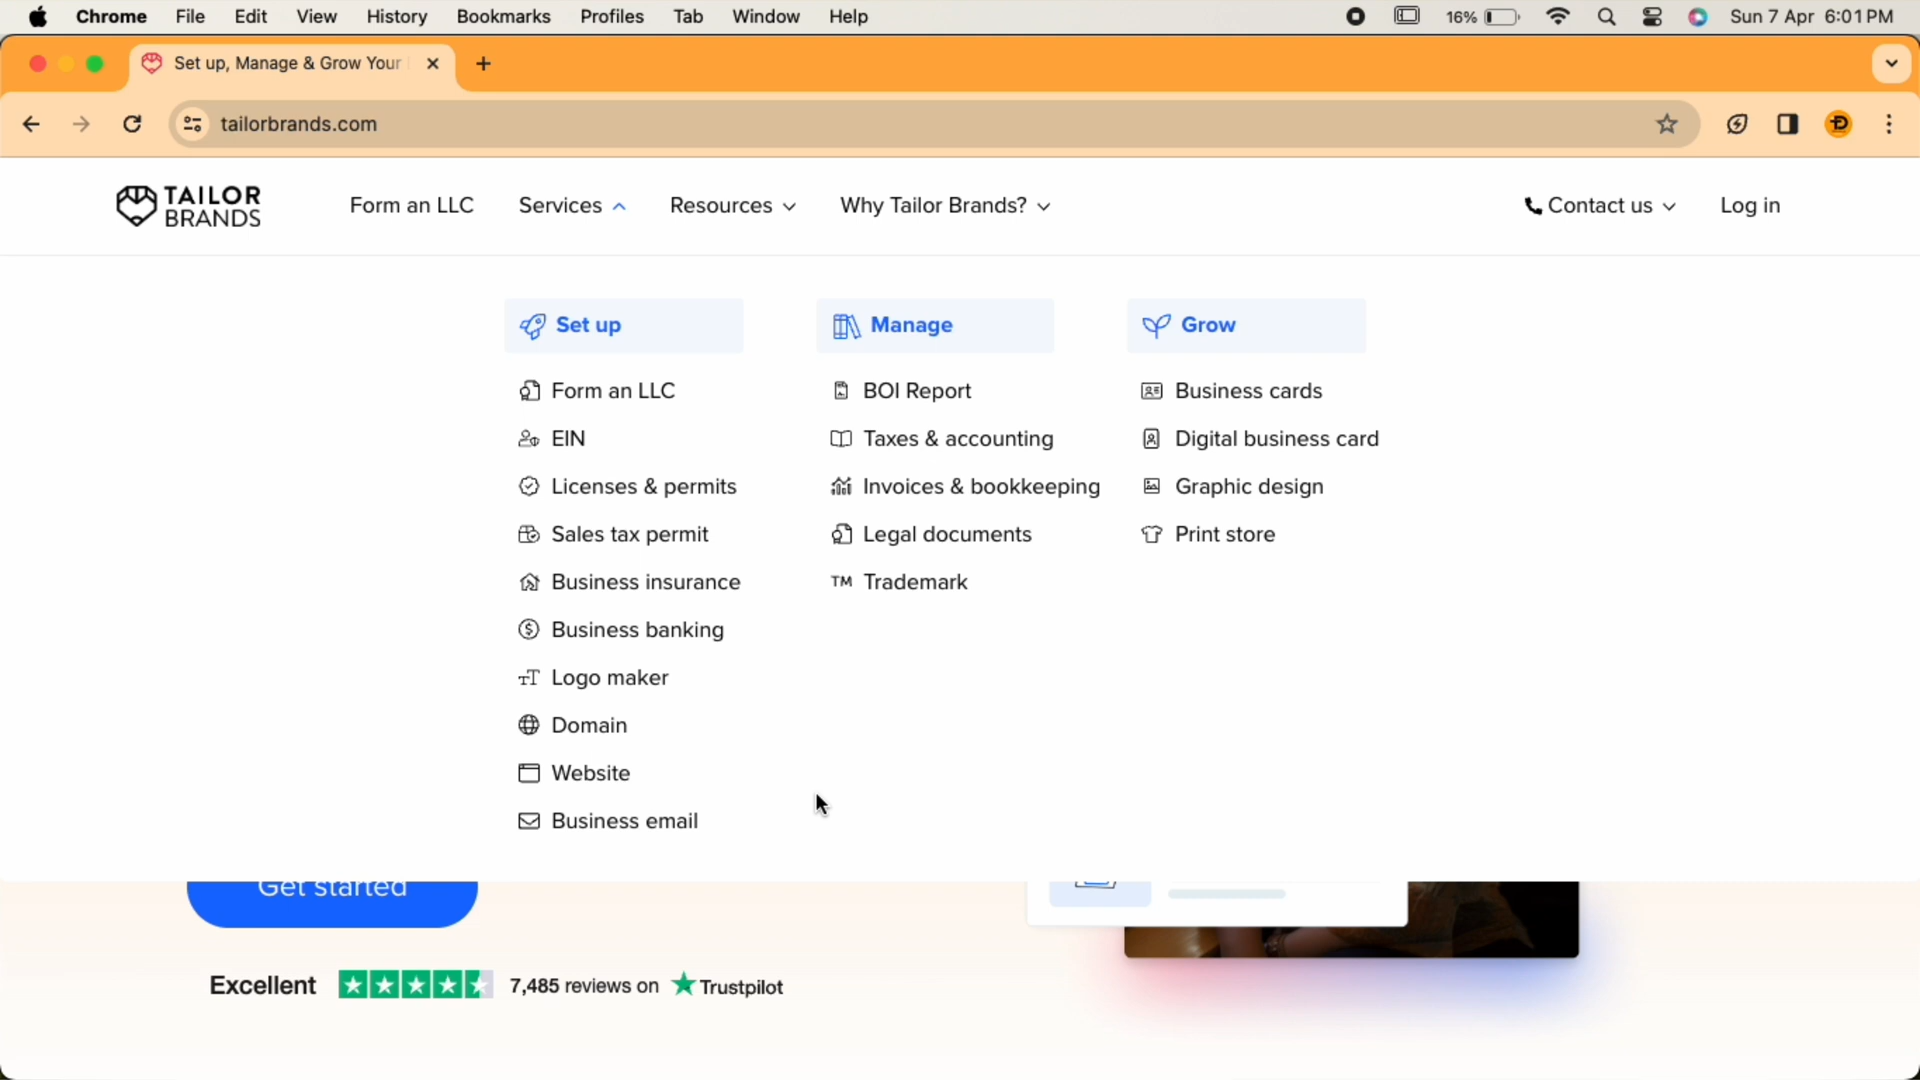 Chrome File Edit View History Bookmarks Profiles Tab Window Help 16% Sun 7 Apr 6:01 PM
Set up, Manage & Grow Your
tailorbrands.com
TAILOR BRANDS
Form an LLC Services Resources Why Tailor Brands? Contact us Log in
Set up
Form an LLC
EIN
Licenses & permits
Sales tax permit
Business insurance
Business banking
Logo maker
Domain
Website
Business email
Manage
BOI Report
Taxes & accounting
Invoices & bookkeeping
Legal documents
TM Trademark
Grow
Business cards
Digital business card
Graphic design
Print store
Get started
Excellent 7,485 reviews on Trustpilot